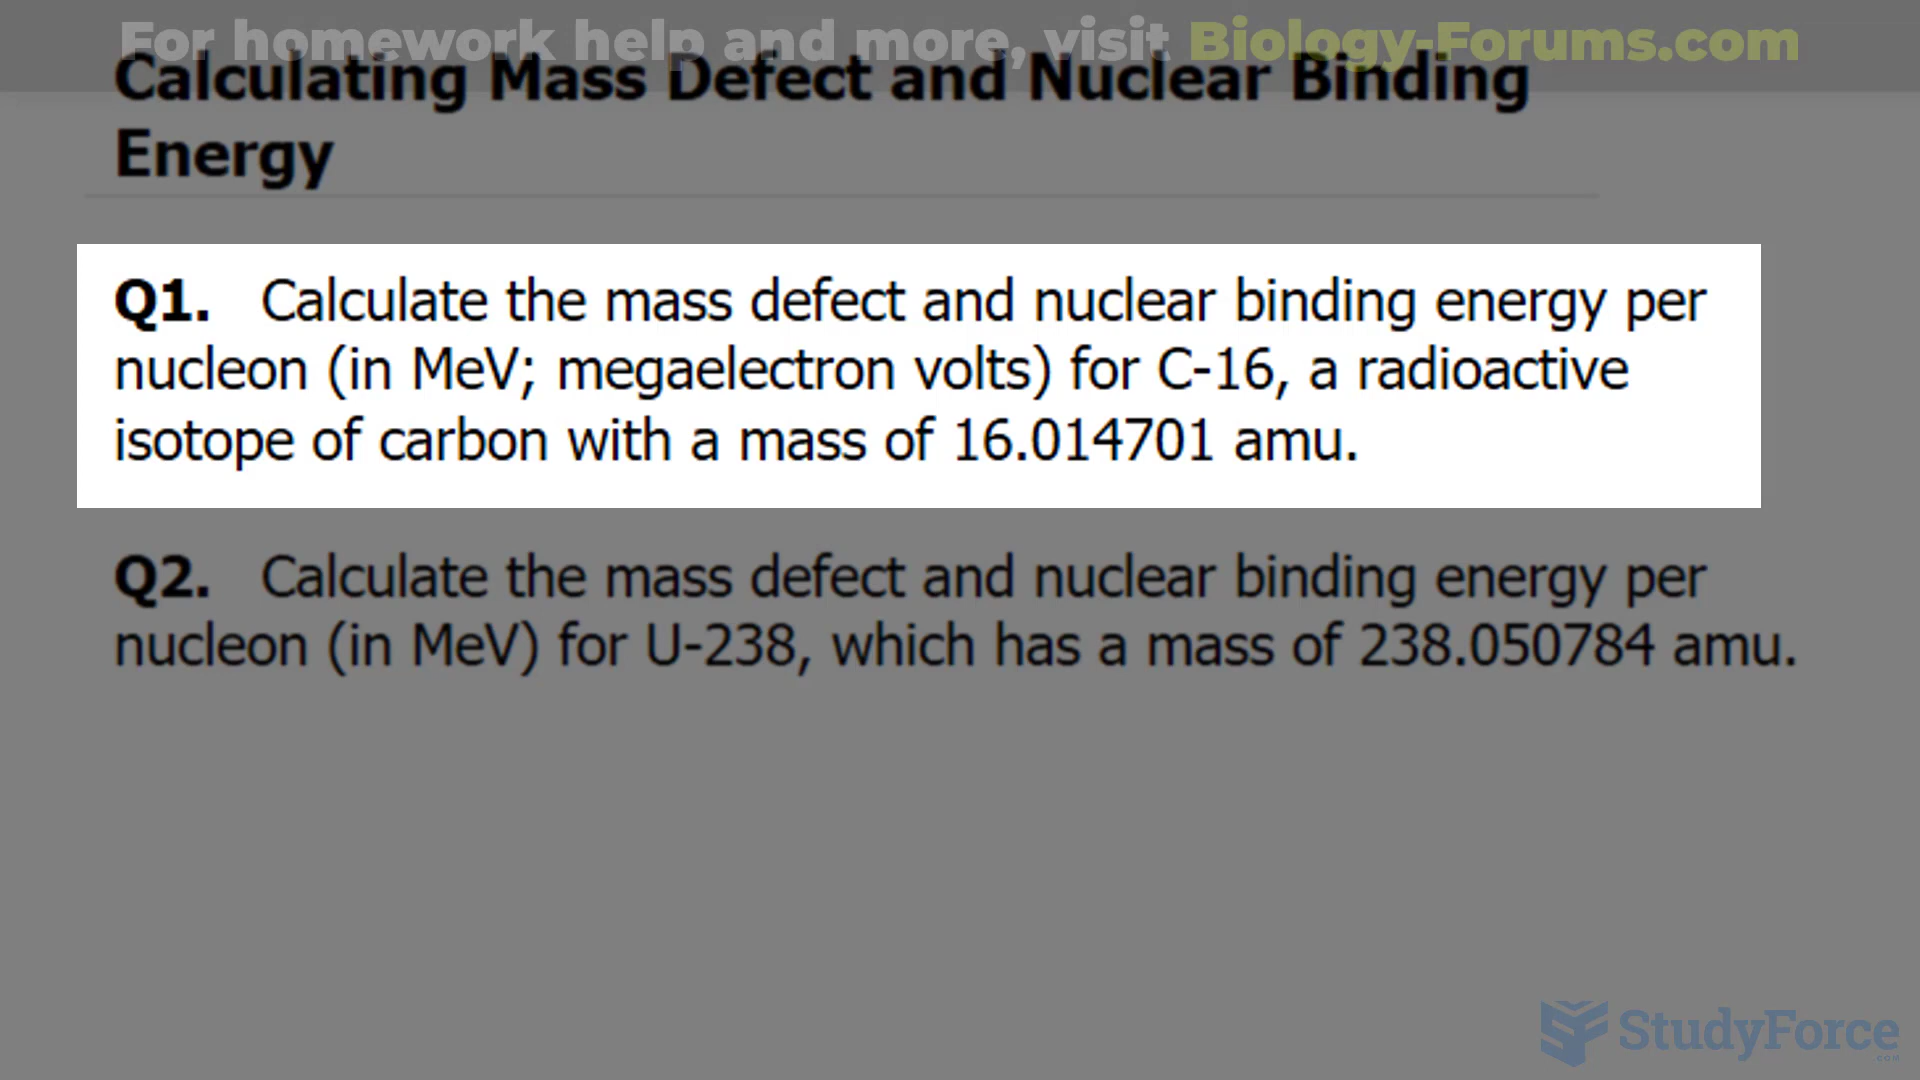 For homework help and more, visit Biology-Forums.com
Calculating Mass Defect and Nuclear Binding
Energy
Q1. Calculate the mass defect and nuclear binding energy per
nucleon (in MeV; megaelectron volts) for C-16, a radioactive
isotope of carbon with a mass of 16.014701 amu.
Q2. Calculate the mass defect and nuclear binding energy per
nucleon (in MeV) for U-238, which has a mass of 238.050784 amu.
StudyForce
.com